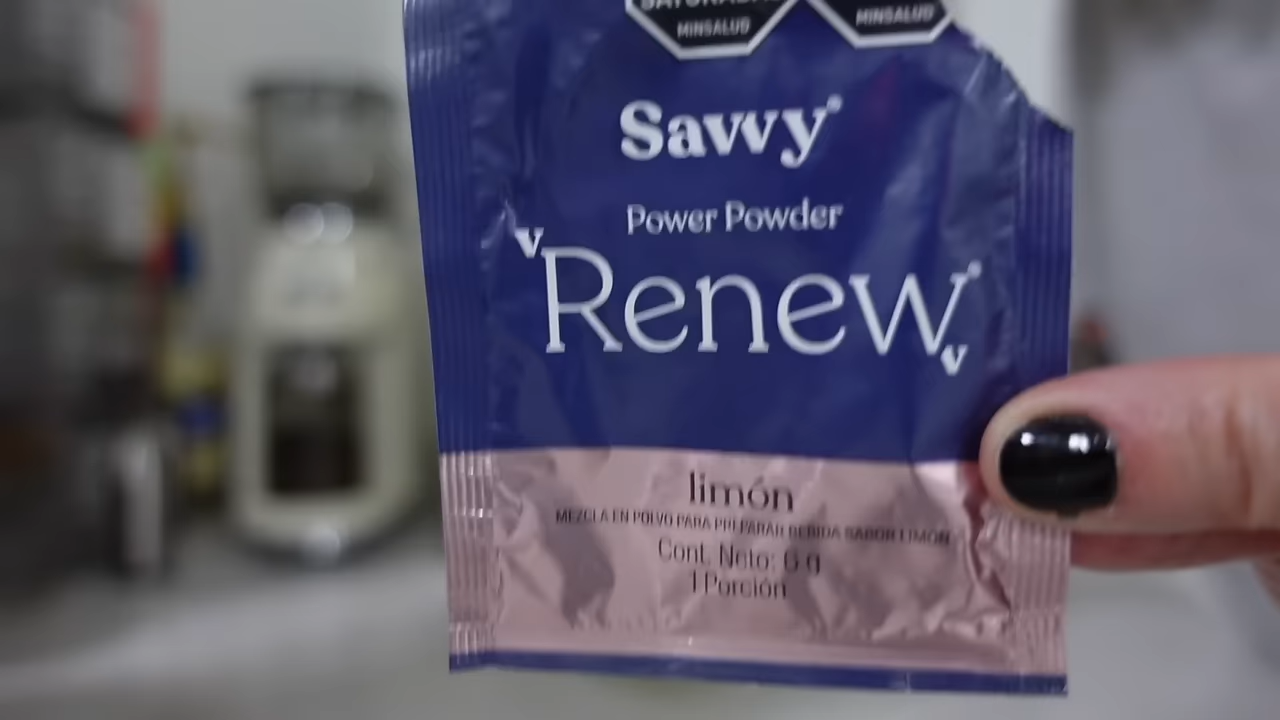 MINSALUD
MINSALUD
Savvy
Power Powder
Renew
limón
MEZCLA EN POLVO PARA PREPARAR BEBIDA SABOR LIMÓN
Cont. Neto: 6 g
1 Porción